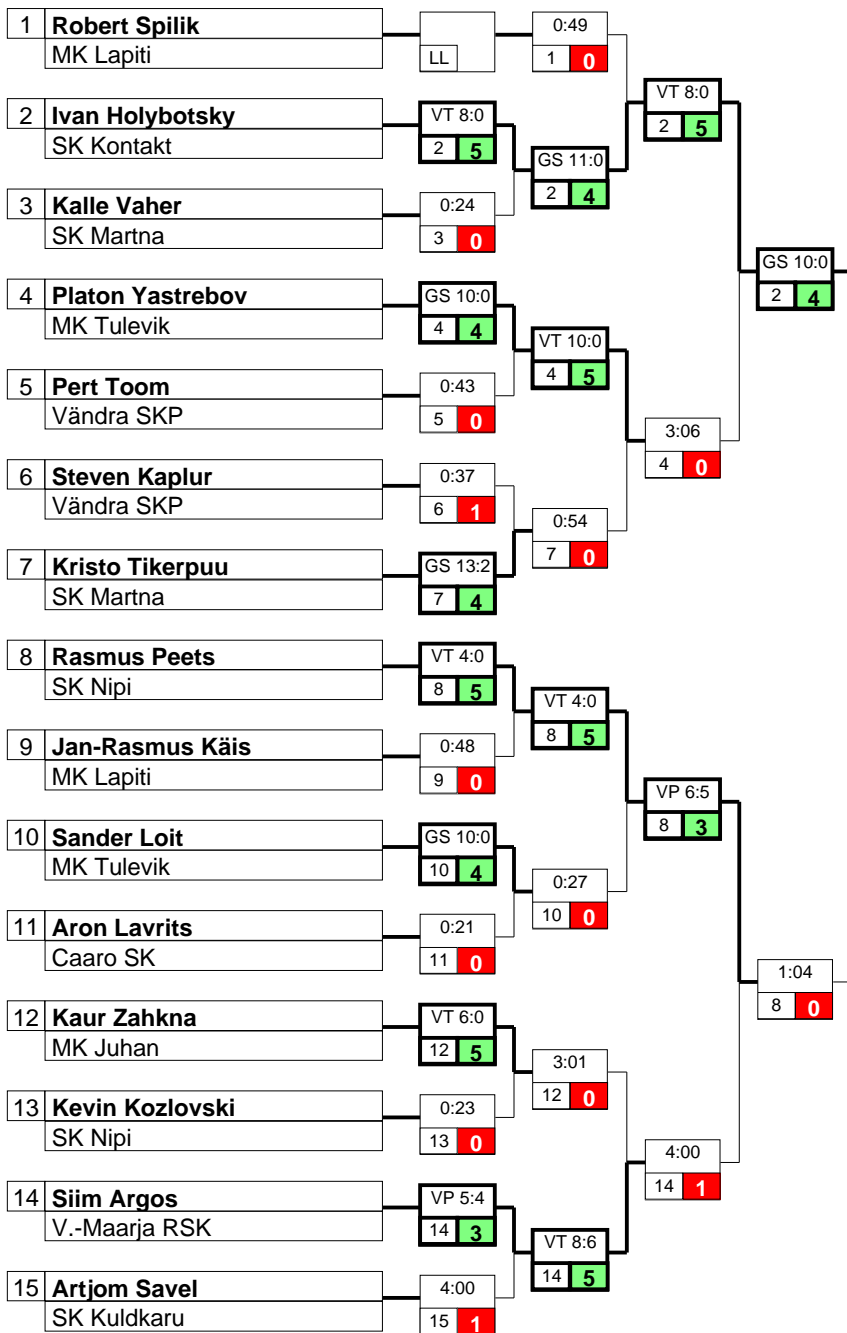 1 Robert Spilik
MK Lapiti
LL
0:49
1 0
2 Ivan Holybotsky
SK Kontakt
VT 8:0
2 5
GS 11:0
2 4
VT 8:0
2 5
3 Kalle Vaher
SK Martna
0:24
3 0
4 Platon Yastrebov
MK Tulevik
GS 10:0
4 4
VT 10:0
4 5
GS 10:0
2 4
5 Pert Toom
Vändra SKP
0:43
5 0
3:06
4 0
6 Steven Kaplur
Vändra SKP
0:37
6 1
0:54
7 0
7 Kristo Tikerpuu
SK Martna
GS 13:2
7 4
8 Rasmus Peets
SK Nipi
VT 4:0
8 5
VT 4:0
8 5
9 Jan-Rasmus Käis
MK Lapiti
0:48
9 0
VP 6:5
8 3
10 Sander Loit
MK Tulevik
GS 10:0
10 4
0:27
10 0
11 Aron Lavrits
Caaro SK
0:21
11 0
1:04
8 0
12 Kaur Zahkna
MK Juhan
VT 6:0
12 5
3:01
12 0
13 Kevin Kozlovski
SK Nipi
0:23
13 0
4:00
14 1
14 Siim Argos
V.-Maarja RSK
VP 5:4
14 3
VT 8:6
14 5
15 Artjom Savel
SK Kuldkaru
4:00
15 1